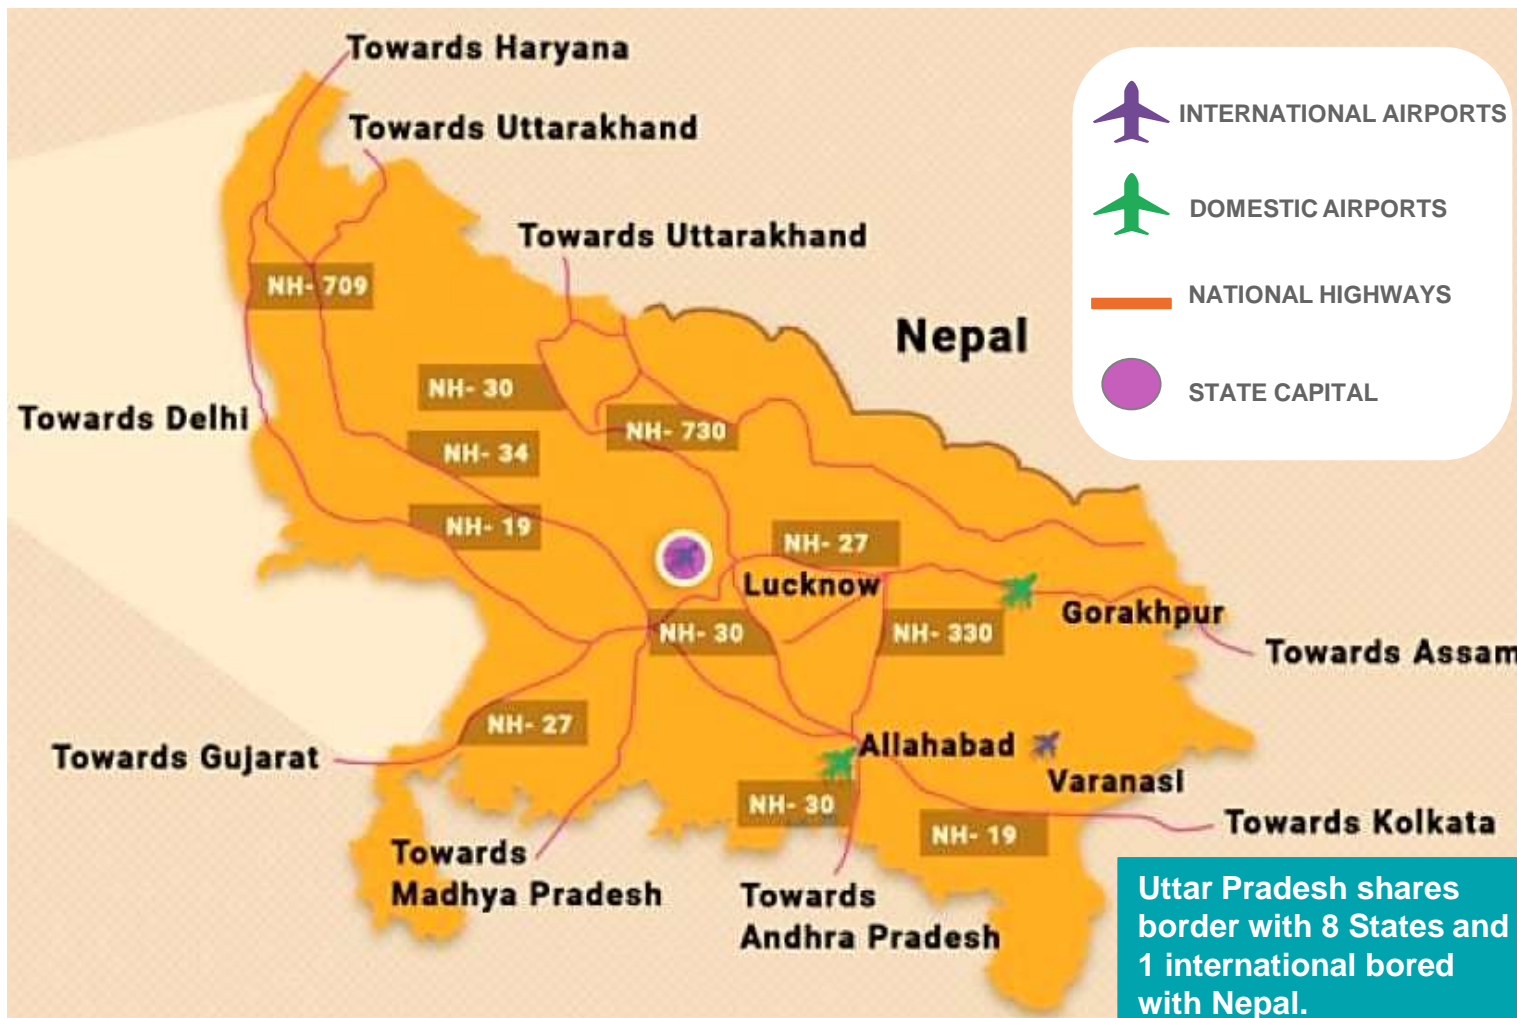 Towards Haryana
Towards Uttarakhand
Towards Uttarakhand
Nepal
INTERNATIONAL AIRPORTS
DOMESTIC AIRPORTS
NATIONAL HIGHWAYS
STATE CAPITAL
NH- 709
NH- 30
Towards Delhi
NH- 730
NH- 34
NH- 19
NH- 27
Lucknow
Gorakhpur
NH- 30
NH- 330
Towards Assam
NH- 27
Towards Gujarat
Allahabad
Varanasi
NH- 30
NH- 19
Towards Kolkata
Towards
Madhya Pradesh
Towards
Andhra Pradesh
Uttar Pradesh shares
border with 8 States and
1 international bored
with Nepal.